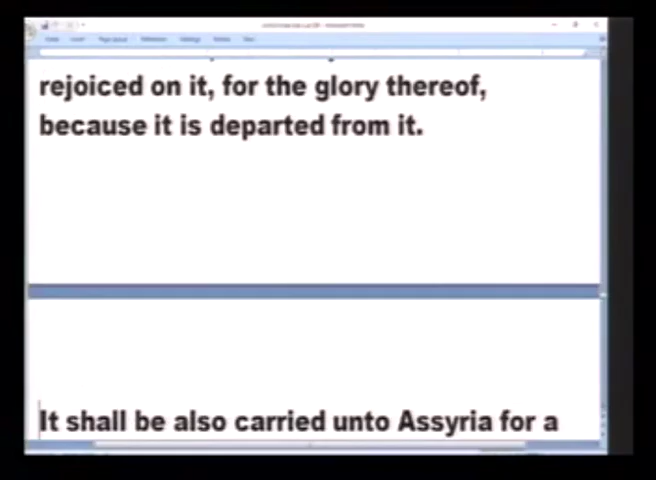 rejoiced on it, for the glory thereof,
because it is departed from it.
It shall be also carried unto Assyria for a